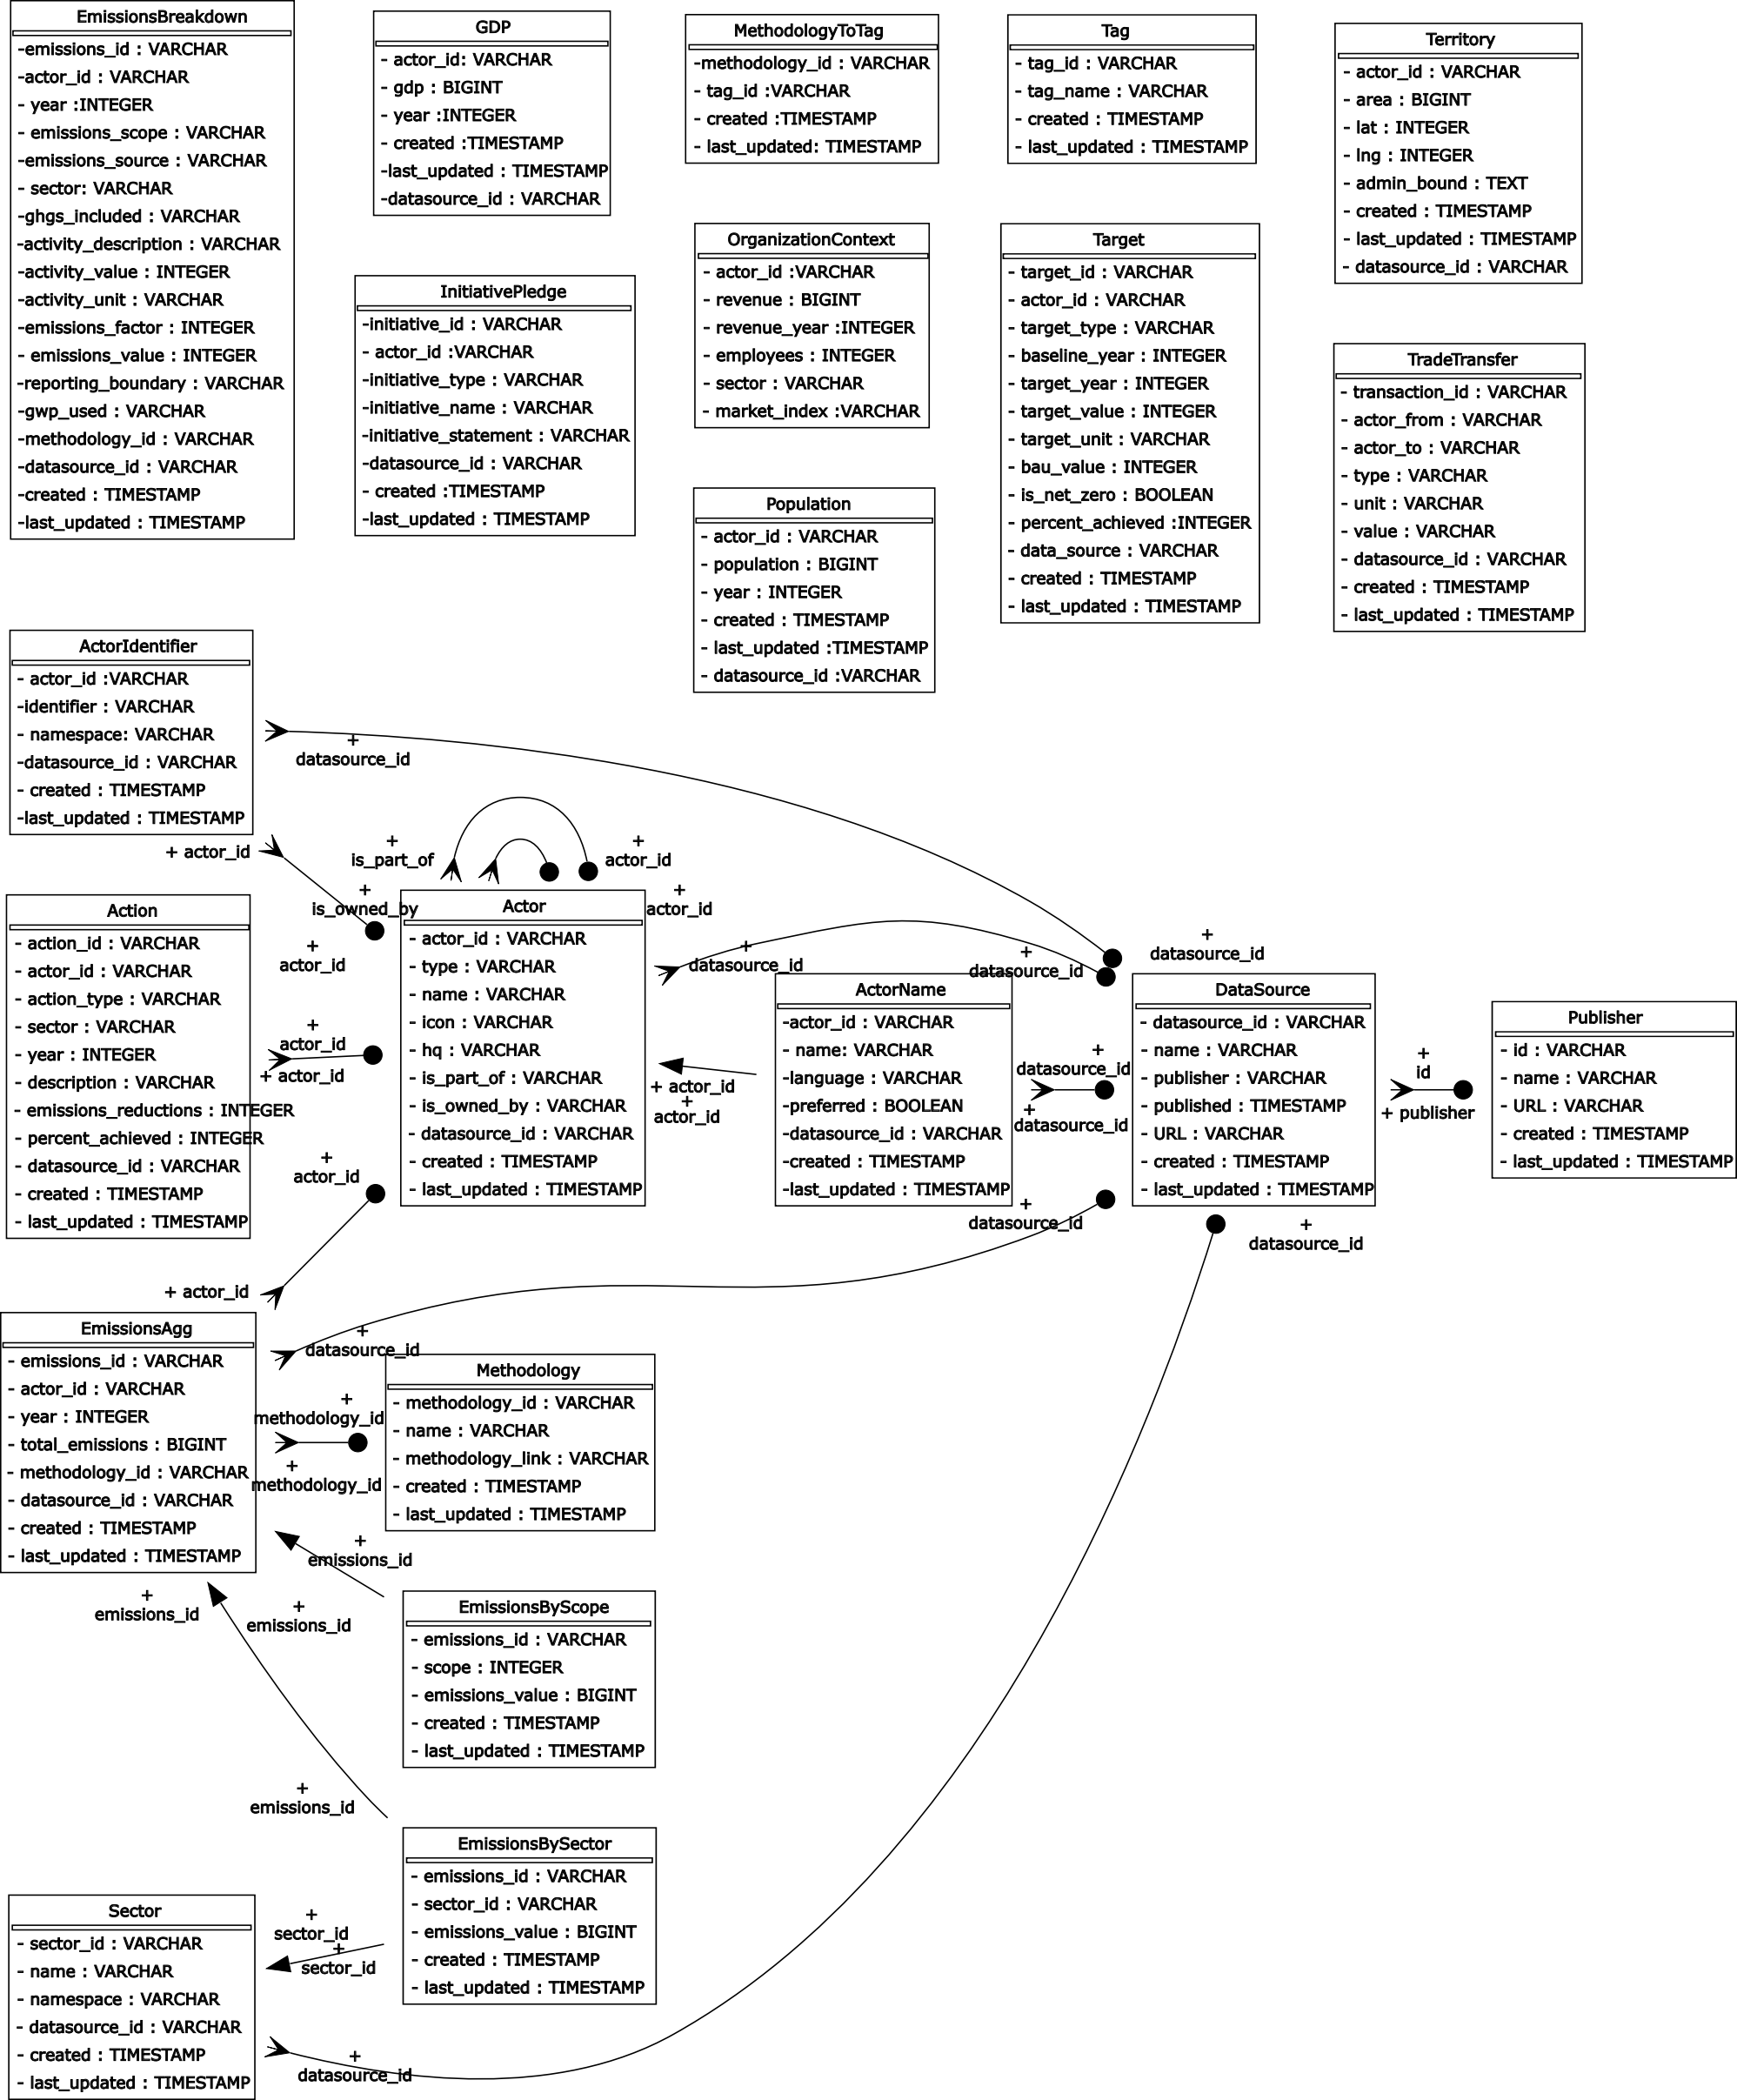 EmissionsBreakdown
-emissions_id : VARCHAR
-actor_id : VARCHAR
- year :INTEGER
- emissions_scope : VARCHAR
-emissions_source : VARCHAR
- sector: VARCHAR
-ghgs_included : VARCHAR
-activity_description : VARCHAR
-activity_value : INTEGER
-activity_unit : VARCHAR
-emissions_factor : INTEGER
- emissions_value : INTEGER
-reporting_boundary : VARCHAR
-gwp_used : VARCHAR
-methodology_id : VARCHAR
-datasource_id : VARCHAR
-created : TIMESTAMP
-last_updated : TIMESTAMP
GDP
- actor_id: VARCHAR
- gdp : BIGINT
- year :INTEGER
- created :TIMESTAMP
-last_updated : TIMESTAMP
-datasource_id : VARCHAR
MethodologyToTag
-methodology_id : VARCHAR
- tag_id :VARCHAR
- created :TIMESTAMP
- last_updated: TIMESTAMP
Tag
- tag_id : VARCHAR
- tag_name : VARCHAR
- created : TIMESTAMP
- last_updated : TIMESTAMP
Territory
- actor_id : VARCHAR
- area : BIGINT
- lat : INTEGER
- lng : INTEGER
- admin_bound : TEXT
- created : TIMESTAMP
- last_updated : TIMESTAMP
- datasource_id : VARCHAR
InitiativePledge
-initiative_id : VARCHAR
- actor_id :VARCHAR
-initiative_type : VARCHAR
-initiative_name : VARCHAR
-initiative_statement : VARCHAR
-datasource_id : VARCHAR
- created :TIMESTAMP
-last_updated : TIMESTAMP
OrganizationContext
- actor_id :VARCHAR
- revenue : BIGINT
- revenue_year :INTEGER
- employees : INTEGER
- sector : VARCHAR
- market_index :VARCHAR
Target
- target_id : VARCHAR
- actor_id : VARCHAR
- target_type : VARCHAR
- baseline_year : INTEGER
- target_year : INTEGER
- target_value : INTEGER
- target_unit : VARCHAR
- bau_value : INTEGER
- is_net_zero : BOOLEAN
- percent_achieved :INTEGER
- data_source : VARCHAR
- created : TIMESTAMP
- last_updated : TIMESTAMP
TradeTransfer
- transaction_id : VARCHAR
- actor_from : VARCHAR
- actor_to : VARCHAR
- type : VARCHAR
- unit : VARCHAR
- value : VARCHAR
- datasource_id : VARCHAR
- created : TIMESTAMP
- last_updated : TIMESTAMP
Population
- actor_id : VARCHAR
- population : BIGINT
- year : INTEGER
- created : TIMESTAMP
- last_updated :TIMESTAMP
- datasource_id :VARCHAR
ActorIdentifier
- actor_id :VARCHAR
-identifier : VARCHAR
- namespace: VARCHAR
-datasource_id : VARCHAR
- created : TIMESTAMP
-last_updated : TIMESTAMP
+
datasource_id
+ actor_id
+
is_part_of
+
actor_id
+
is_owned_by
+
actor_id
+
actor_id
Action
- action_id : VARCHAR
- actor_id : VARCHAR
- action_type : VARCHAR
- sector : VARCHAR
- year : INTEGER
- description : VARCHAR
- emissions_reductions : INTEGER
- percent_achieved : INTEGER
- datasource_id : VARCHAR
- created : TIMESTAMP
- last_updated : TIMESTAMP
+
actor_id
+ actor_id
+
actor_id
+ actor_id
Actor
- actor_id : VARCHAR
- type : VARCHAR
- name : VARCHAR
- icon : VARCHAR
- hq : VARCHAR
- is_part_of : VARCHAR
- is_owned_by : VARCHAR
- datasource_id : VARCHAR
- created : TIMESTAMP
- last_updated : TIMESTAMP
+
datasource_id
+
datasource_id
+
datasource_id
+ actor_id
+
actor_id
ActorName
-actor_id : VARCHAR
- name: VARCHAR
-language : VARCHAR
-preferred : BOOLEAN
-datasource_id : VARCHAR
-created : TIMESTAMP
-last_updated : TIMESTAMP
+
datasource_id
+
datasource_id
+
datasource_id
DataSource
- datasource_id : VARCHAR
- name : VARCHAR
- publisher : VARCHAR
- published : TIMESTAMP
- URL : VARCHAR
- created : TIMESTAMP
- last_updated : TIMESTAMP
+
datasource_id
+
id
+ publisher
Publisher
- id : VARCHAR
- name : VARCHAR
- URL : VARCHAR
- created : TIMESTAMP
- last_updated : TIMESTAMP
EmissionsAgg
- emissions_id : VARCHAR
- actor_id : VARCHAR
- year : INTEGER
- total_emissions : BIGINT
- methodology_id : VARCHAR
- datasource_id : VARCHAR
- created : TIMESTAMP
- last_updated : TIMESTAMP
+
datasource_id
+
methodology_id
+
methodology_id
Methodology
- methodology_id : VARCHAR
- name : VARCHAR
- methodology_link : VARCHAR
- created : TIMESTAMP
- last_updated : TIMESTAMP
+
emissions_id
+
emissions_id
+
emissions_id
EmissionsByScope
- emissions_id : VARCHAR
- scope : INTEGER
- emissions_value : BIGINT
- created : TIMESTAMP
- last_updated : TIMESTAMP
+
emissions_id
EmissionsBySector
- emissions_id : VARCHAR
- sector_id : VARCHAR
- emissions_value : BIGINT
- created : TIMESTAMP
- last_updated : TIMESTAMP
+
sector_id
+
sector_id
Sector
- sector_id : VARCHAR
- name : VARCHAR
- namespace : VARCHAR
- datasource_id : VARCHAR
- created : TIMESTAMP
- last_updated : TIMESTAMP
+
datasource_id